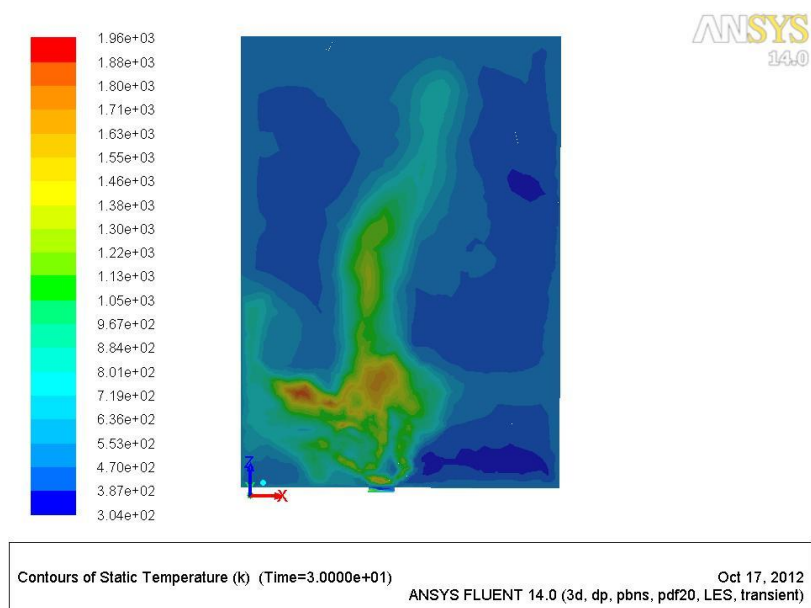 ANSYS
14.0
1.96e+03
1.88e+03
1.80e+03
1.71e+03
1.63e+03
1.55e+03
1.46e+03
1.38e+03
1.30e+03
1.22e+03
1.13e+03
1.05e+03
9.67e+02
8.84e+02
8.01e+02
7.19e+02
6.36e+02
5.53e+02
4.70e+02
3.87e+02
3.04e+02
Z
X
Contours of Static Temperature (k) (Time=3.0000e+01)
Oct 17, 2012
ANSYS FLUENT 14.0 (3d, dp, pbns, pdf20, LES, transient)